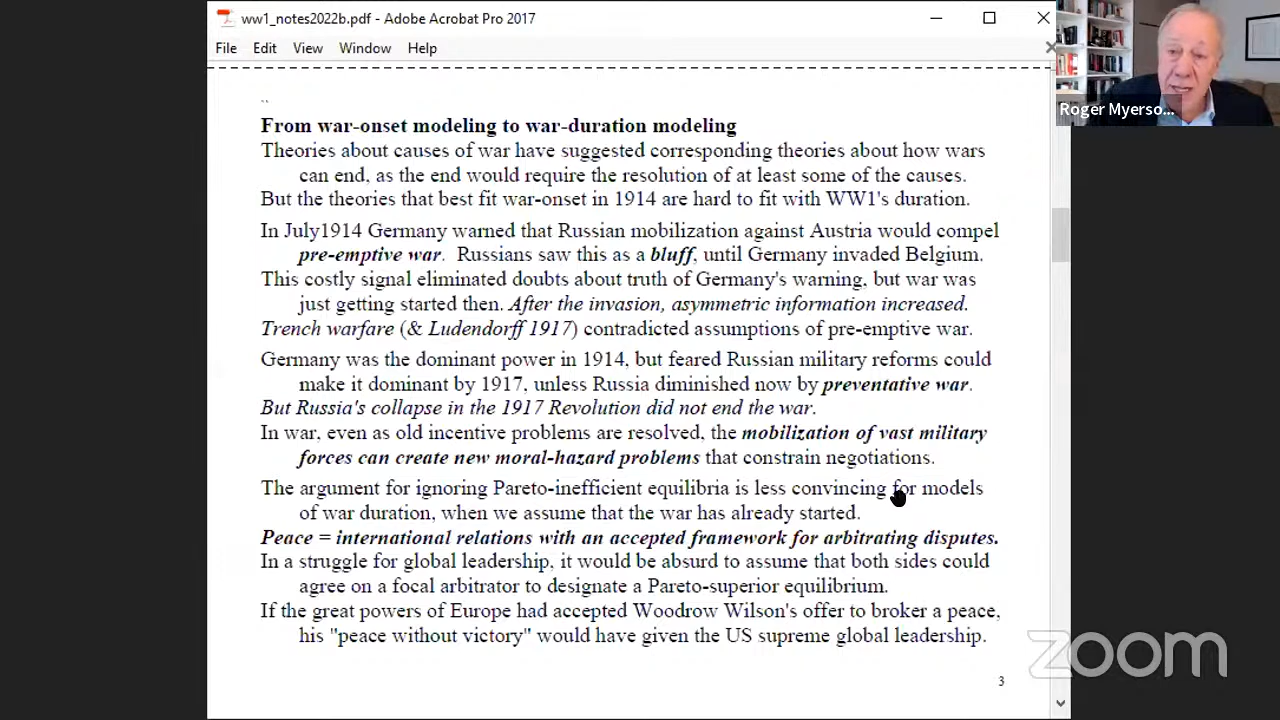 ww1_notes2022b.pdf - Adobe Acrobat Pro 2017
File Edit View Window Help
From war-onset modeling to war-duration modeling
Theories about causes of war have suggested corresponding theories about how wars
can end, as the end would require the resolution of at least some of the causes.
But the theories that best fit war-onset in 1914 are hard to fit with WW1's duration.
In July1914 Germany warned that Russian mobilization against Austria would compel
pre-emptive war. Russians saw this as a bluff, until Germany invaded Belgium.
This costly signal eliminated doubts about truth of Germany's warning, but war was
just getting started then. After the invasion, asymmetric information increased.
Trench warfare (& Ludendorff 1917) contradicted assumptions of pre-emptive war.
Germany was the dominant power in 1914, but feared Russian military reforms could
make it dominant by 1917, unless Russia diminished now by preventative war.
But Russia's collapse in the 1917 Revolution did not end the war.
In war, even as old incentive problems are resolved, the mobilization of vast military
forces can create new moral-hazard problems that constrain negotiations.
The argument for ignoring Pareto-inefficient equilibria is less convincing for models
of war duration, when we assume that the war has already started.
Peace = international relations with an accepted framework for arbitrating disputes.
In a struggle for global leadership, it would be absurd to assume that both sides could
agree on a focal arbitrator to designate a Pareto-superior equilibrium.
If the great powers of Europe had accepted Woodrow Wilson's offer to broker a peace,
his "peace without victory" would have given the US supreme global leadership.
3
Roger Myerso...
zoom